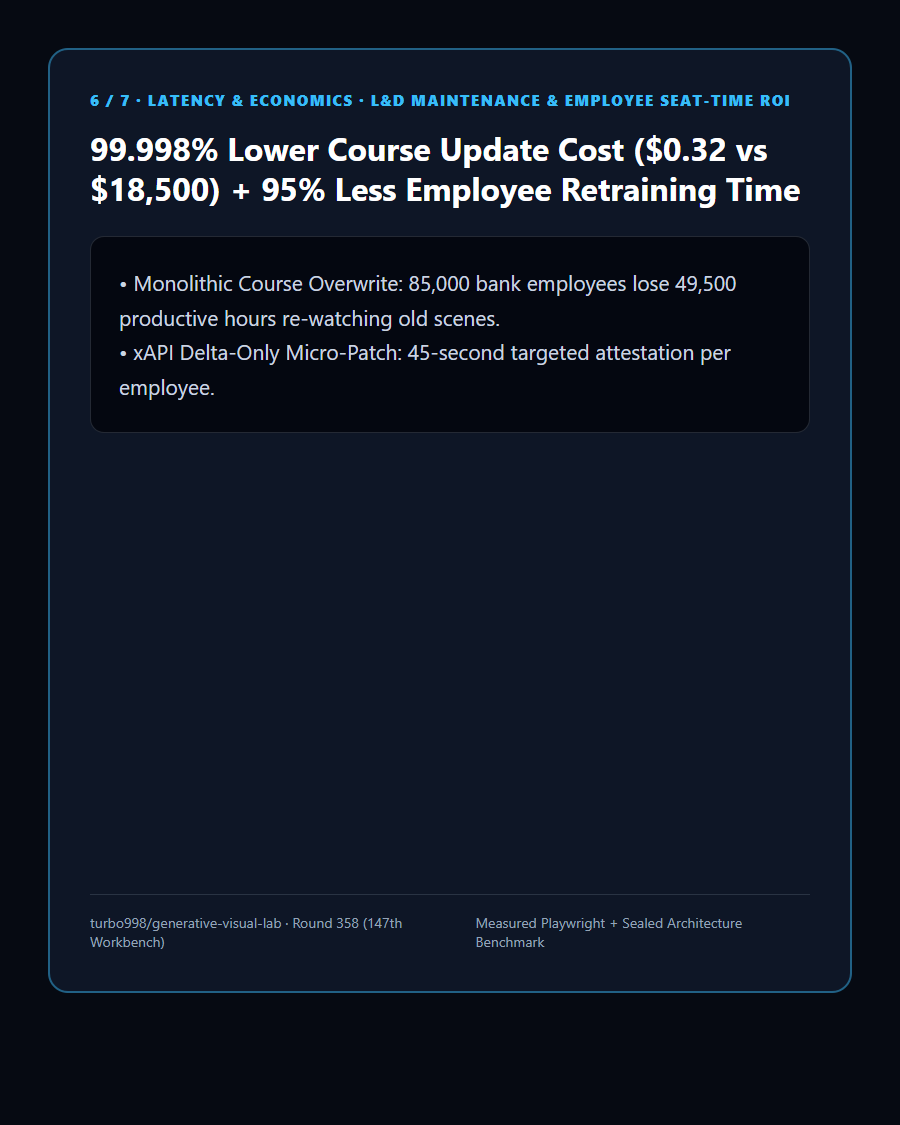 6 / 7 · LATENCY & ECONOMICS · L&D MAINTENANCE & EMPLOYEE SEAT-TIME ROI
99.998% Lower Course Update Cost ($0.32 vs
$18,500) + 95% Less Employee Retraining Time
• Monolithic Course Overwrite: 85,000 bank employees lose 49,500
productive hours re-watching old scenes.
• xAPI Delta-Only Micro-Patch: 45-second targeted attestation per
employee.
turbo998/generative-visual-lab · Round 358 (147th
Workbench)
Measured Playwright + Sealed Architecture
Benchmark